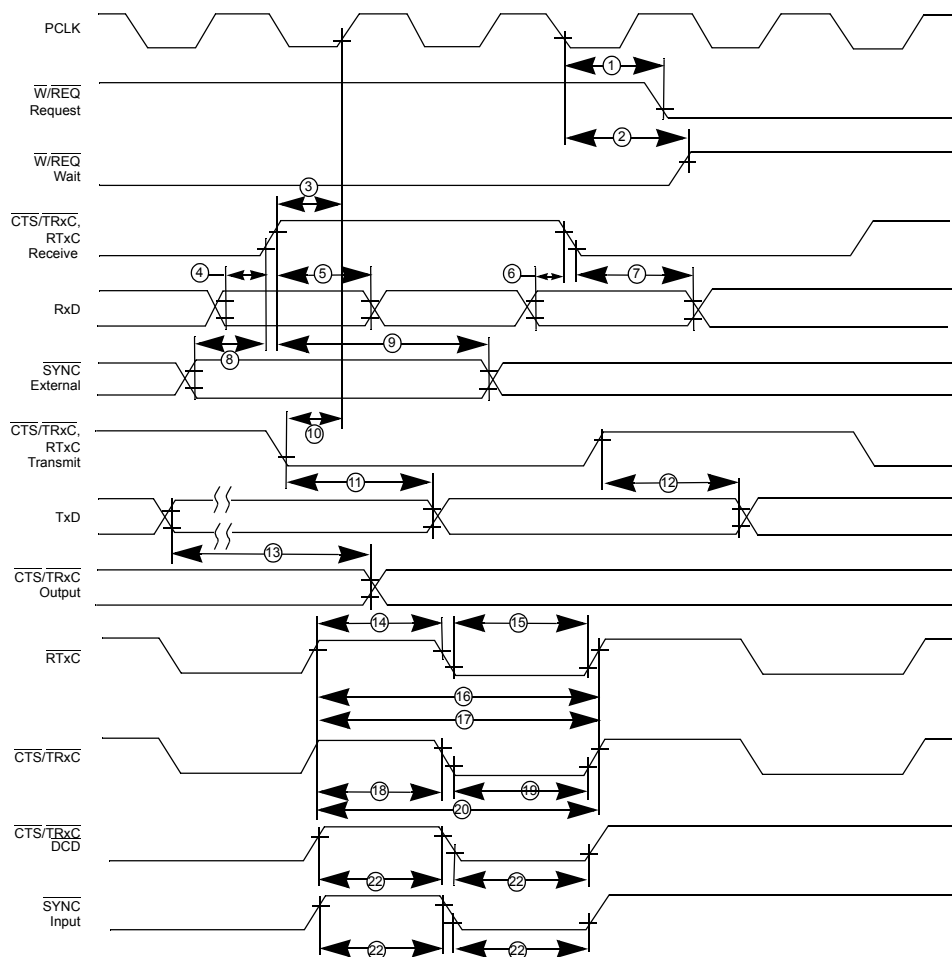 PCLK
①
W/REQ
Request
②
W/REQ
Wait
③
CTS/TRxC,
RTxC
Receive
④
⑤
⑥
⑦
RxD
⑧
⑨
SYNC
External
CTS/TRxC,
RTxC
Transmit
⑩
⑪
⑫
TxD
⑬
CTS/TRxC
Output
⑭
⑮
RTxC
⑯
⑰
CTS/TRxC
⑱
⑲
⑳
CTS/TRxC
DCD
㉒
㉒
SYNC
Input
㉒
㉒